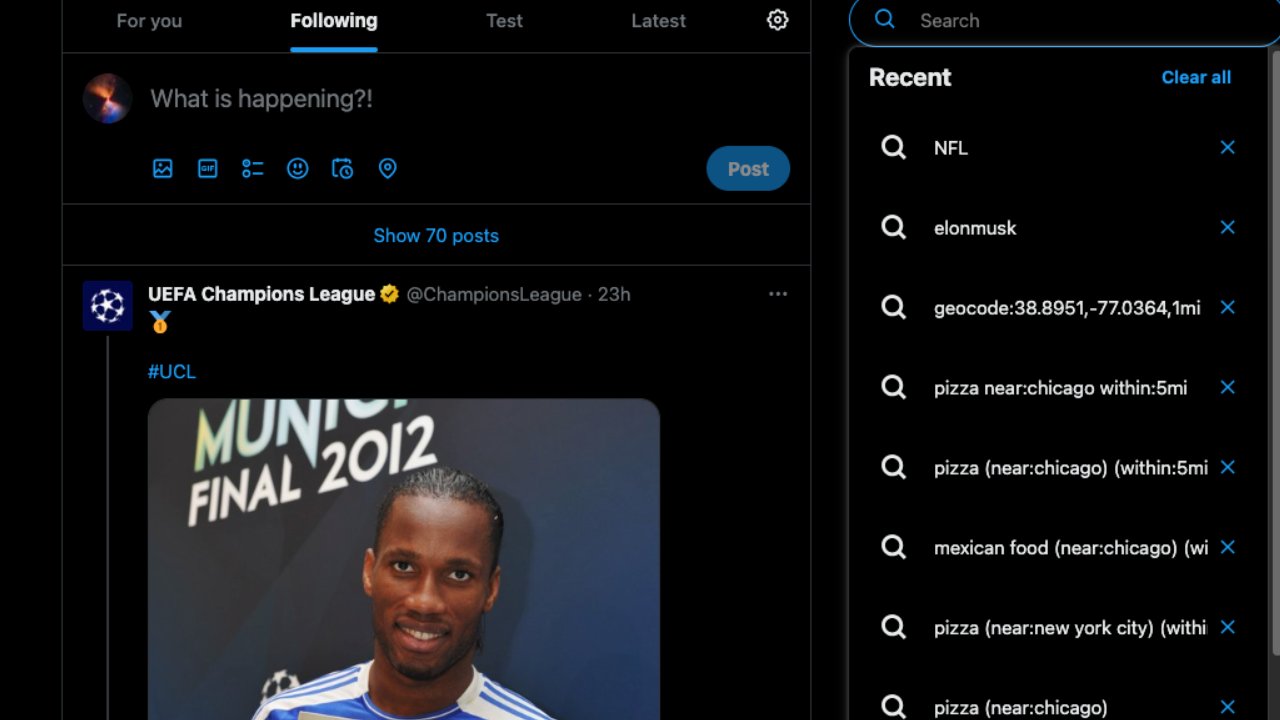 For you
Following
Test
Latest
What is happening?!
GIF
Post
Show 70 posts
UEFA Champions League @ChampionsLeague · 23h
#UCL
MUNICH
FINAL 2012
Search
Recent
Clear all
NFL
elonmusk
geocode:38.8951,-77.0364,1mi
pizza near:chicago within:5mi
pizza (near:chicago) (within:5mi
mexican food (near:chicago) (wi
pizza (near:new york city) (withi
pizza (near:chicago)